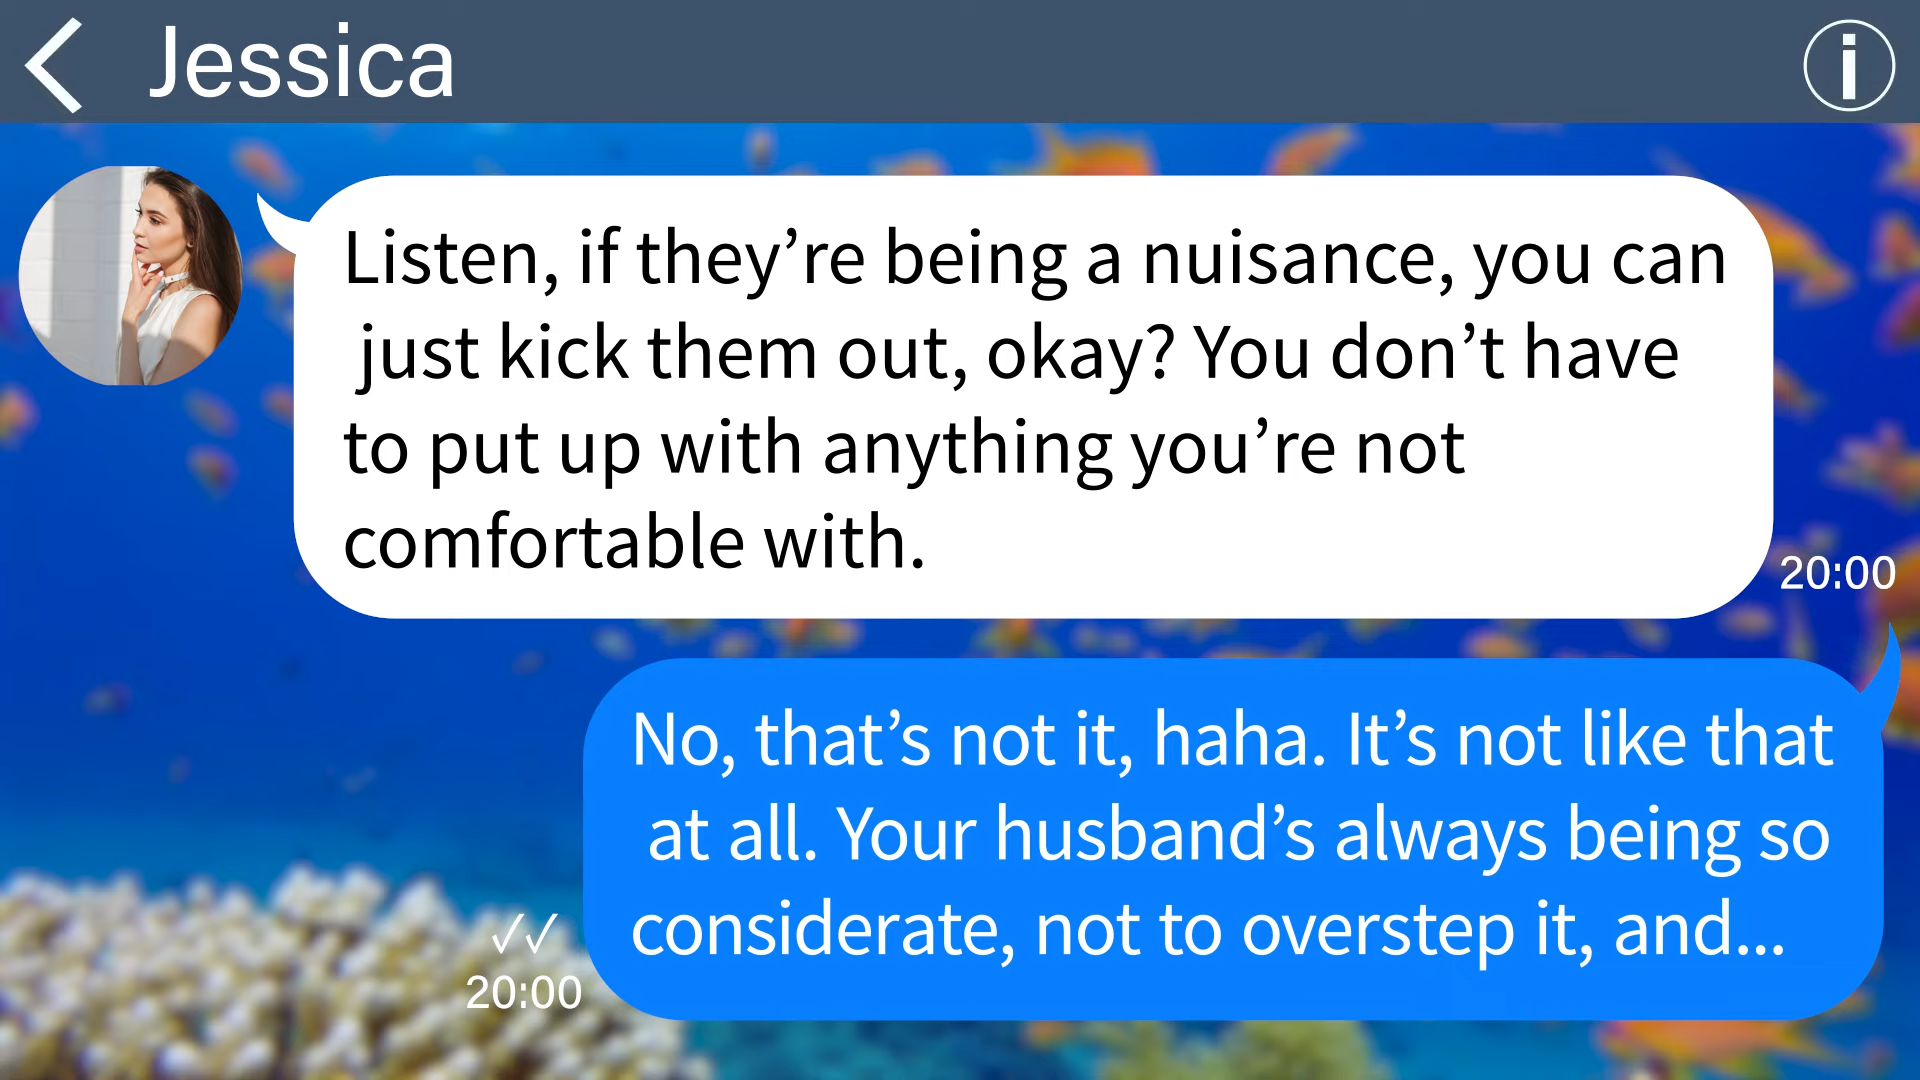 Jessica
Listen, if they’re being a nuisance, you can
just kick them out, okay? You don’t have
to put up with anything you’re not
comfortable with.
20:00
No, that’s not it, haha. It’s not like that
at all. Your husband’s always being so
considerate, not to overstep it, and...
20:00